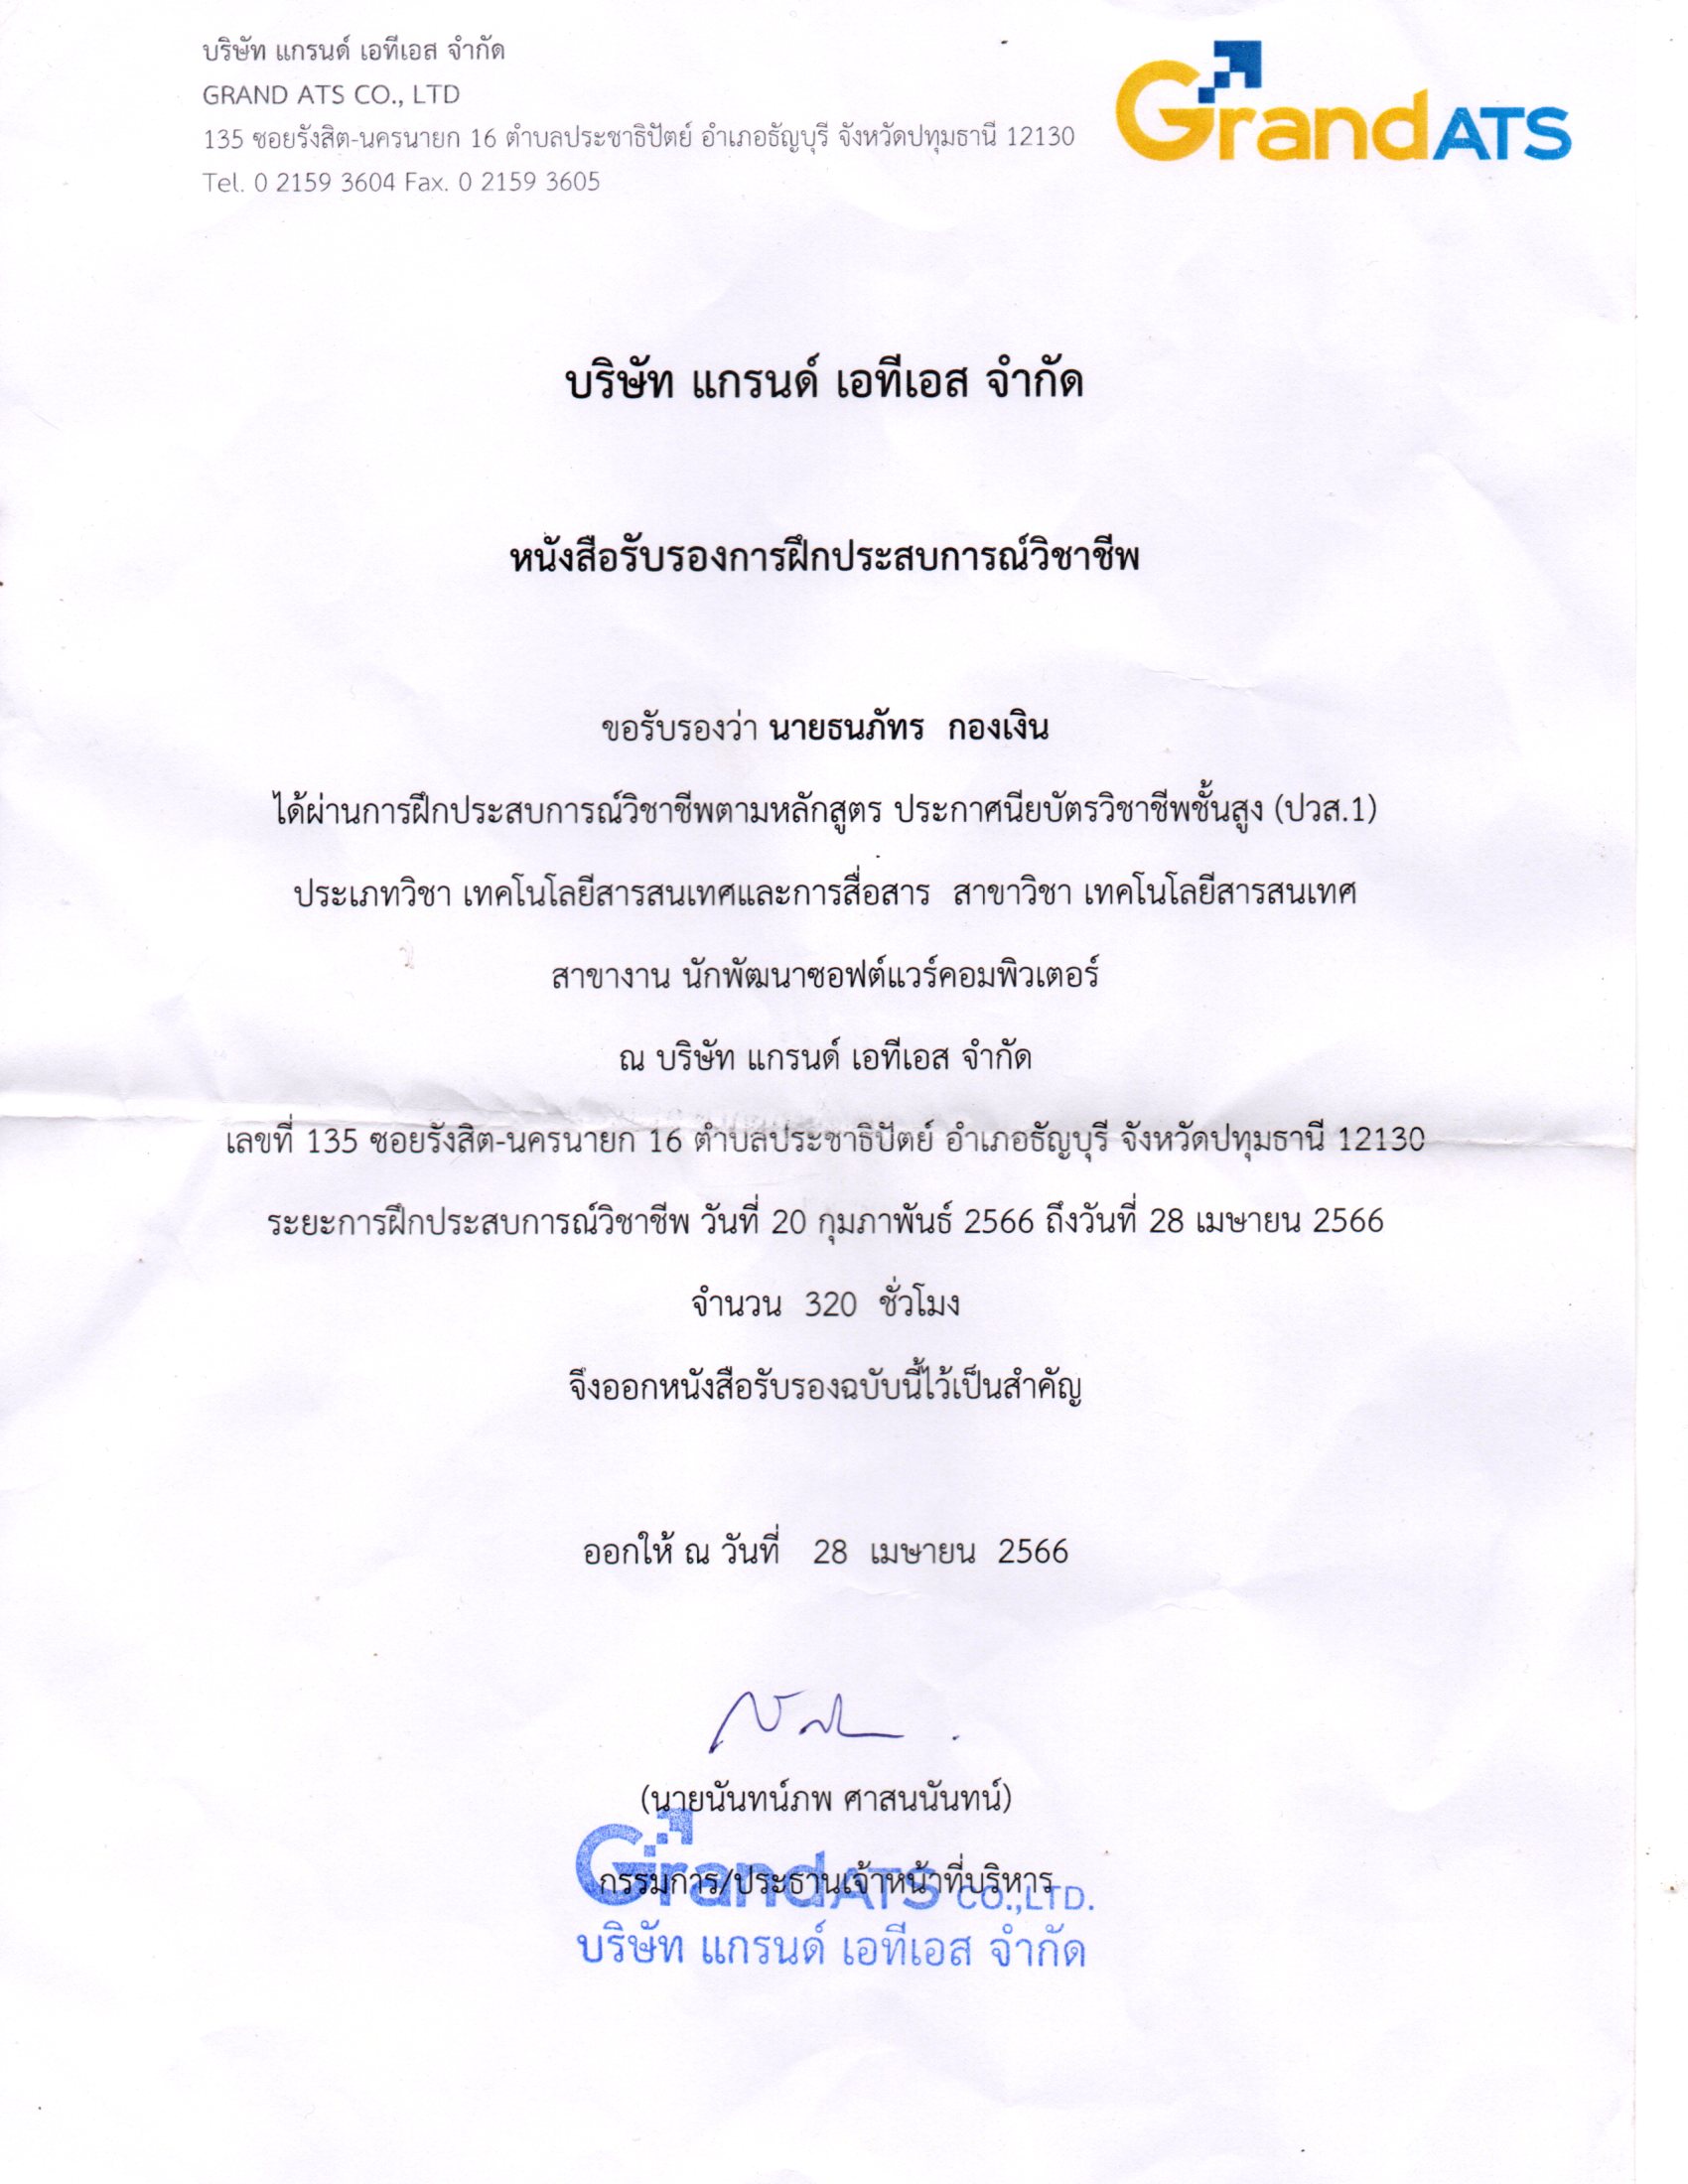 บริษัท แกรนด์ เอทีเอส จำกัด
GRAND ATS CO., LTD
135 ซอยรังสิต-นครนายก 16 ตำบลประชาธิปัตย์ อำเภอธัญบุรี จังหวัดปทุมธานี 12130
Tel. 0 2159 3604 Fax. 0 2159 3605
GrandATS
บริษัท แกรนด์ เอทีเอส จำกัด
หนังสือรับรองการฝึกประสบการณ์วิชาชีพ
ขอรับรองว่า นายธนภัทร กองเงิน
ได้ผ่านการฝึกประสบการณ์วิชาชีพตามหลักสูตร ประกาศนียบัตรวิชาชีพชั้นสูง (ปวส.1)
ประเภทวิชา เทคโนโลยีสารสนเทศและการสื่อสาร สาขาวิชา เทคโนโลยีสารสนเทศ
สาขางาน นักพัฒนาซอฟต์แวร์คอมพิวเตอร์
ณ บริษัท แกรนด์ เอทีเอส จำกัด
เลขที่ 135 ซอยรังสิต-นครนายก 16 ตำบลประชาธิปัตย์ อำเภอธัญบุรี จังหวัดปทุมธานี 12130
ระยะการฝึกประสบการณ์วิชาชีพ วันที่ 20 กุมภาพันธ์ 2566 ถึงวันที่ 28 เมษายน 2566
จำนวน 320 ชั่วโมง
จึงออกหนังสือรับรองฉบับนี้ไว้เป็นสำคัญ
ออกให้ ณ วันที่ 28 เมษายน 2566
(นายนันทน์ภพ ศาสนนันทน์)
กรรมการ/ประธานเจ้าหน้าที่บริหาร
GrandATS CO.,LTD.
บริษัท แกรนด์ เอทีเอส จำกัด